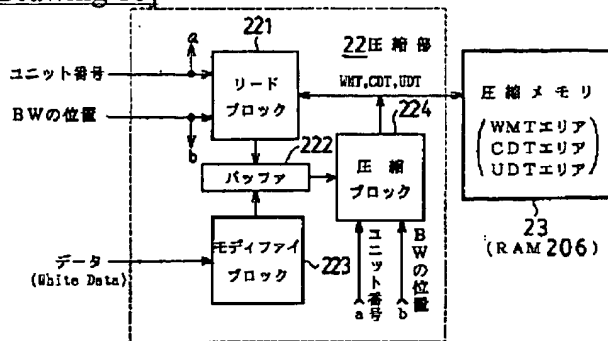 221
a
22圧縮部
ユニット番号
リード
ブロック
WMT,CDT,UDT
BWの位置
224
b
222
バッファ
圧縮
ブロック
圧縮メモリ
WMTエリア
CDTエリア
UDTエリア
23
(RAM206)
データ
(White Data)
モディファイ
ブロック
223
ユニット番号
BWの位置
a
b